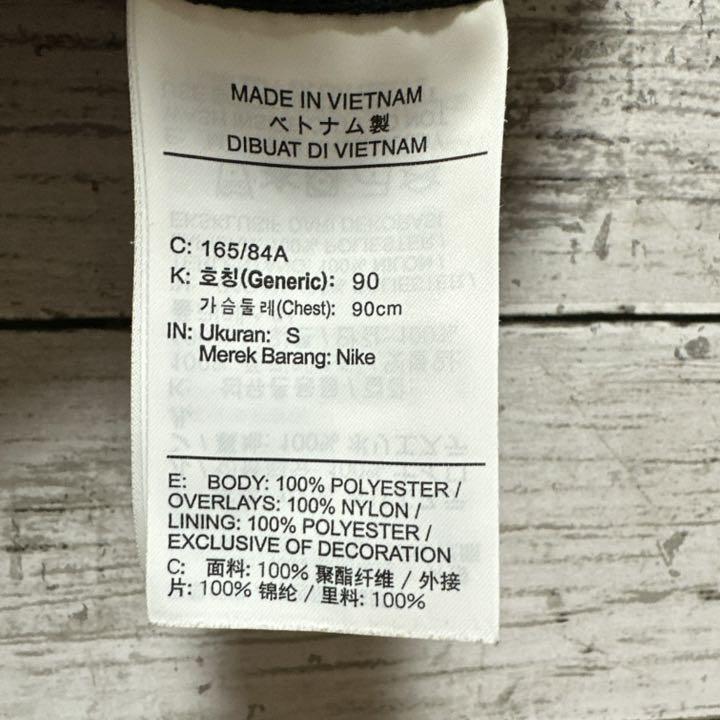 MADE IN VIETNAM
ベトナム製
DIBUAT DI VIETNAM
C: 165/84A
K: 호칭(Generic): 90
가슴둘레(Chest): 90cm
IN: Ukuran: S
Merek Barang: Nike
E: BODY: 100% POLYESTER /
OVERLAYS: 100% NYLON /
LINING: 100% POLYESTER /
EXCLUSIVE OF DECORATION
C: 面料: 100% 聚酯纤维 / 外接
片: 100% 锦纶 / 里料: 100%